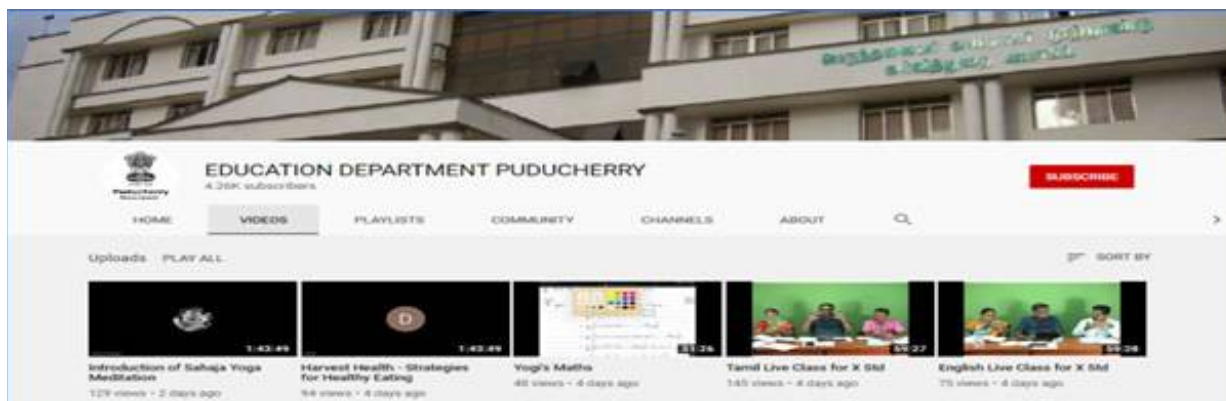 EDUCATION DEPARTMENT PUDUCHERRY
4.26K subscribers
SUBSCRIBE
Puducherry
HOME VIDEOS PLAYLISTS COMMUNITY CHANNELS ABOUT
Uploads PLAY ALL
SORT BY
1:43:49
1:43:49
51:26
59:27
59:28
Introduction of Sahaja Yoga Meditation
129 views • 2 days ago
Harvest Health - Strategies for Healthy Eating
94 views • 4 days ago
Yogi's Maths
48 views • 4 days ago
Tamil Live Class for X Std
145 views • 4 days ago
English Live Class for X Std
75 views • 4 days ago